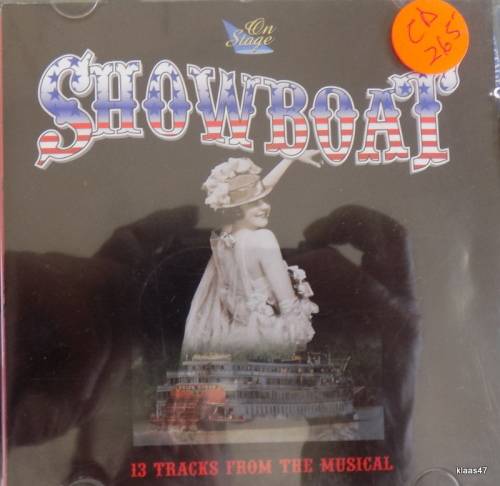 On
Stage
CD
265
SHOWBOAT
13 TRACKS FROM THE MUSICAL
klaas47